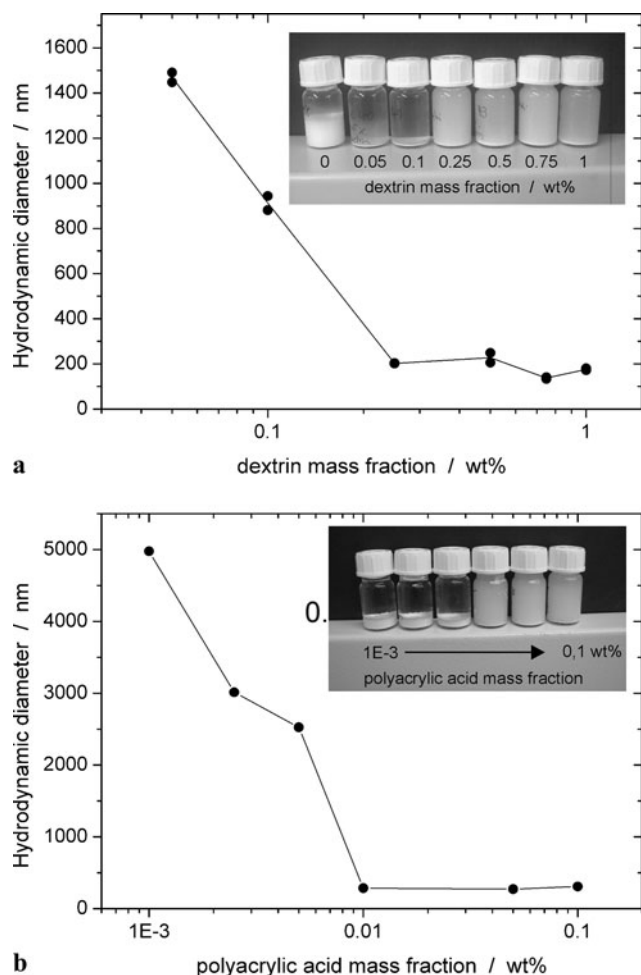 1600
1400
1200
1000
800
600
400
200
0
Hydrodynamic diameter / nm
0 0.05 0.1 0.25 0.5 0.75 1
dextrin mass fraction / wt%
0.1 1
a dextrin mass fraction / wt%
5000
4000
3000
2000
1000
0
Hydrodynamic diameter / nm
0.
1E-3 0,1 wt%
polyacrylic acid mass fraction
1E-3 0.01 0.1
b polyacrylic acid mass fraction / wt%